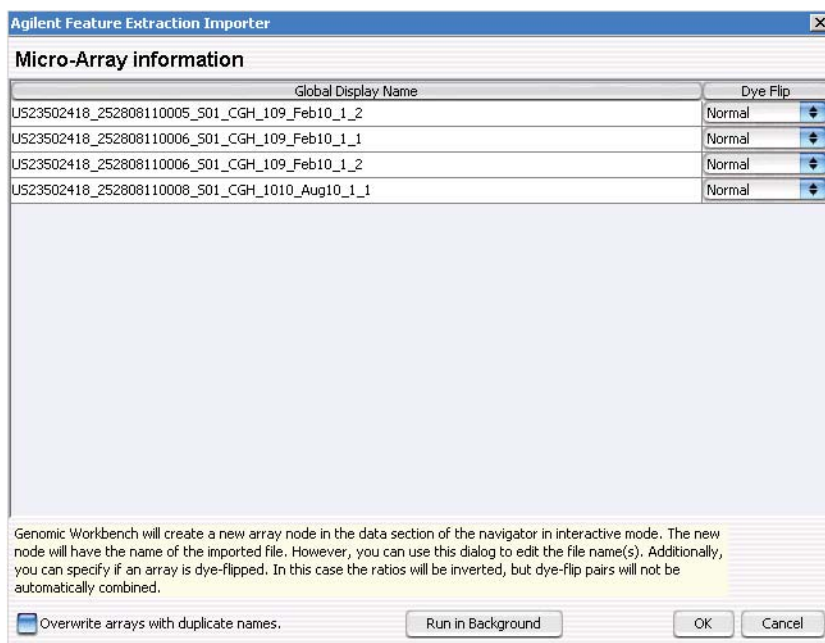 Agilent Feature Extraction Importer
Micro-Array information
Global Display Name Dye Flip
US23502418_252808110005_S01_CGH_109_Feb10_1_2 Normal
US23502418_252808110006_S01_CGH_109_Feb10_1_1 Normal
US23502418_252808110006_S01_CGH_109_Feb10_1_2 Normal
US23502418_252808110008_S01_CGH_1010_Aug10_1_1 Normal
Genomic Workbench will create a new array node in the data section of the navigator in interactive mode. The new
node will have the name of the imported file. However, you can use this dialog to edit the file name(s). Additionally,
you can specify if an array is dye-flipped. In this case the ratios will be inverted, but dye-flip pairs will not be
automatically combined.
Overwrite arrays with duplicate names. Run in Background OK Cancel